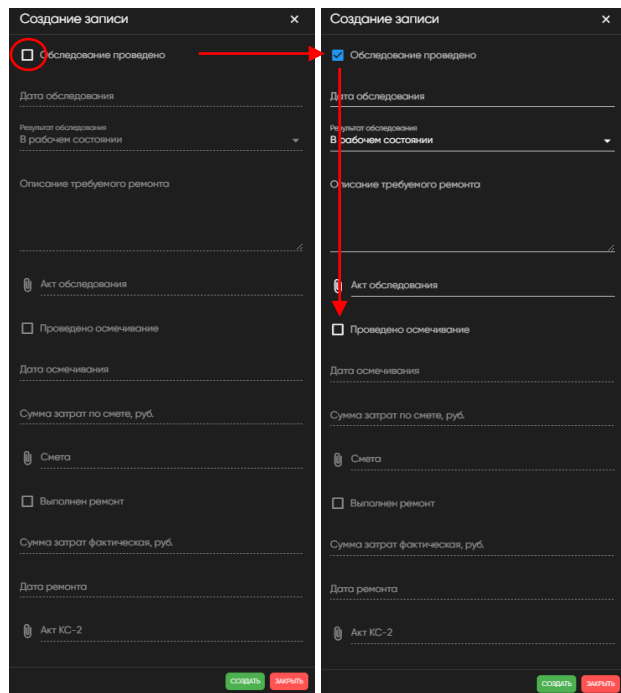 Создание записи ×
Обследование проведено
Дата обследования
Результат обследования
В рабочем состоянии
Описание требуемого ремонта
Акт обследования
Проведено осмечивание
Дата осмечивания
Сумма затрат по смете, руб.
Смета
Выполнен ремонт
Сумма затрат фактическая, руб.
Дата ремонта
Акт КС-2
СОЗДАТЬ ЗАКРЫТЬ
Создание записи ×
Обследование проведено
Дата обследования
Результат обследования
В рабочем состоянии
Описание требуемого ремонта
Акт обследования
Проведено осмечивание
Дата осмечивания
Сумма затрат по смете, руб.
Смета
Выполнен ремонт
Сумма затрат фактическая, руб.
Дата ремонта
Акт КС-2
СОЗДАТЬ ЗАКРЫТЬ